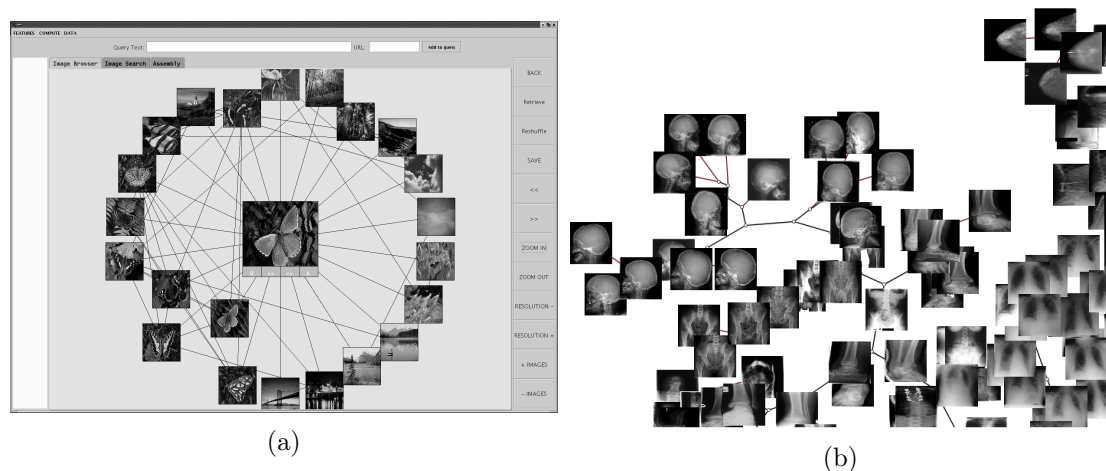 FEATURES COMPUTE DATA
Query Text: URL: Add to query
Image Browser Image Search Assembly
BACK
Retrieve
Reshuffle
SAVE
<<
>>
ZOOM IN
ZOOM OUT
RESOLUTION -
RESOLUTION +
+ IMAGES
- IMAGES
(a)
(b)